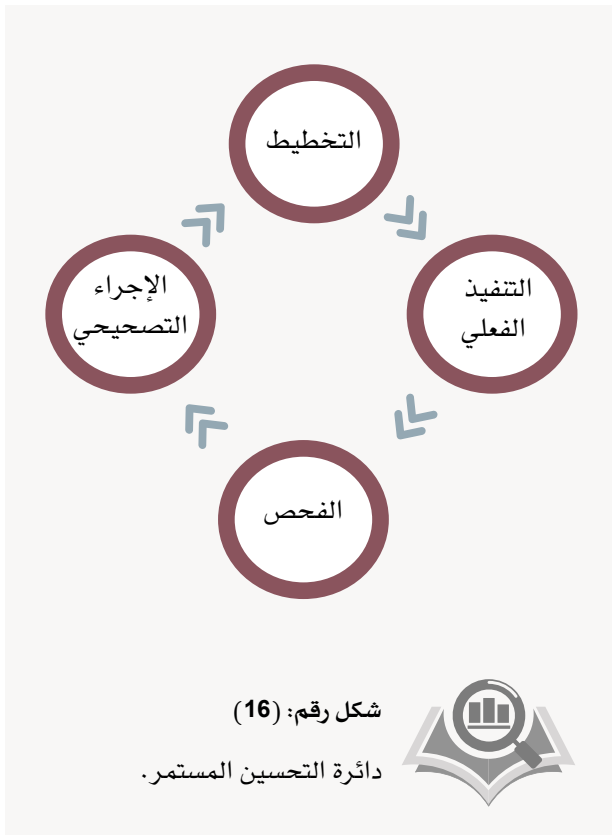 التخطيط
التنفيذ
الفعلي
الفحص
الإجراء
التصحيحي
شكل رقم: (16)
دائرة التحسين المستمر.